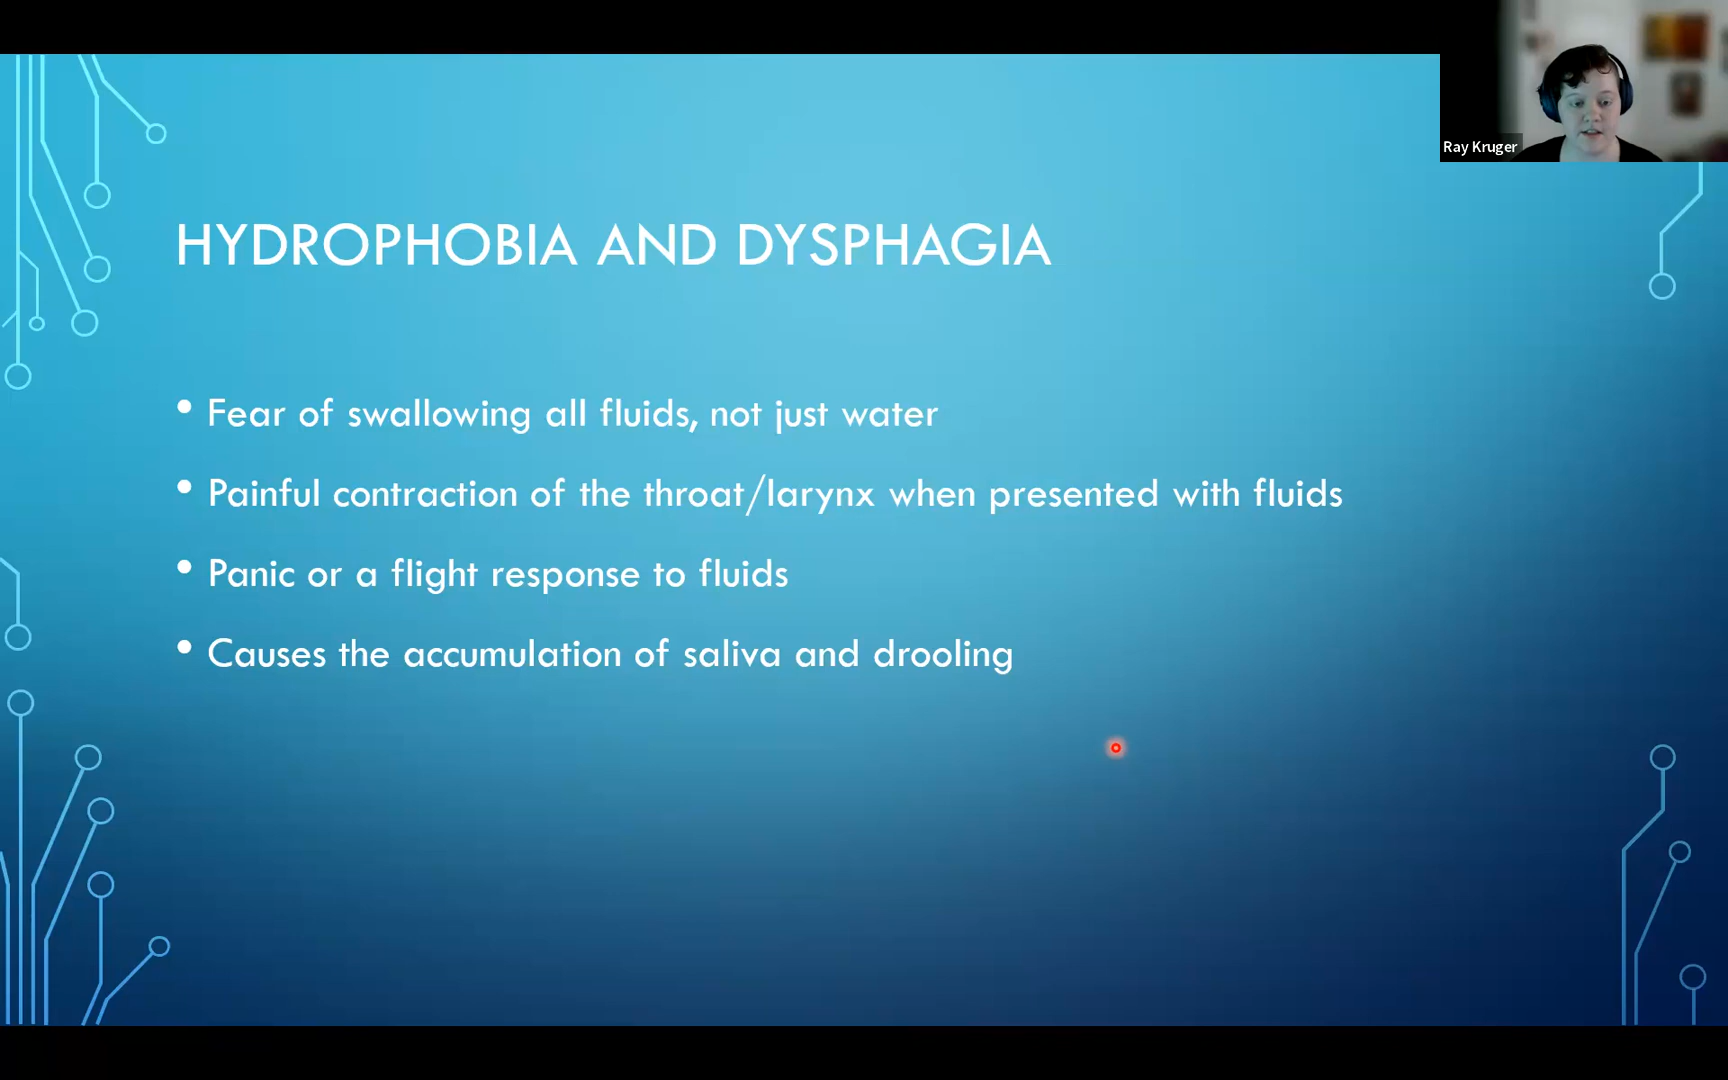 Ray Kruger
HYDROPHOBIA AND DYSPHAGIA
• Fear of swallowing all fluids, not just water
• Painful contraction of the throat/larynx when presented with fluids
• Panic or a flight response to fluids
• Causes the accumulation of saliva and drooling